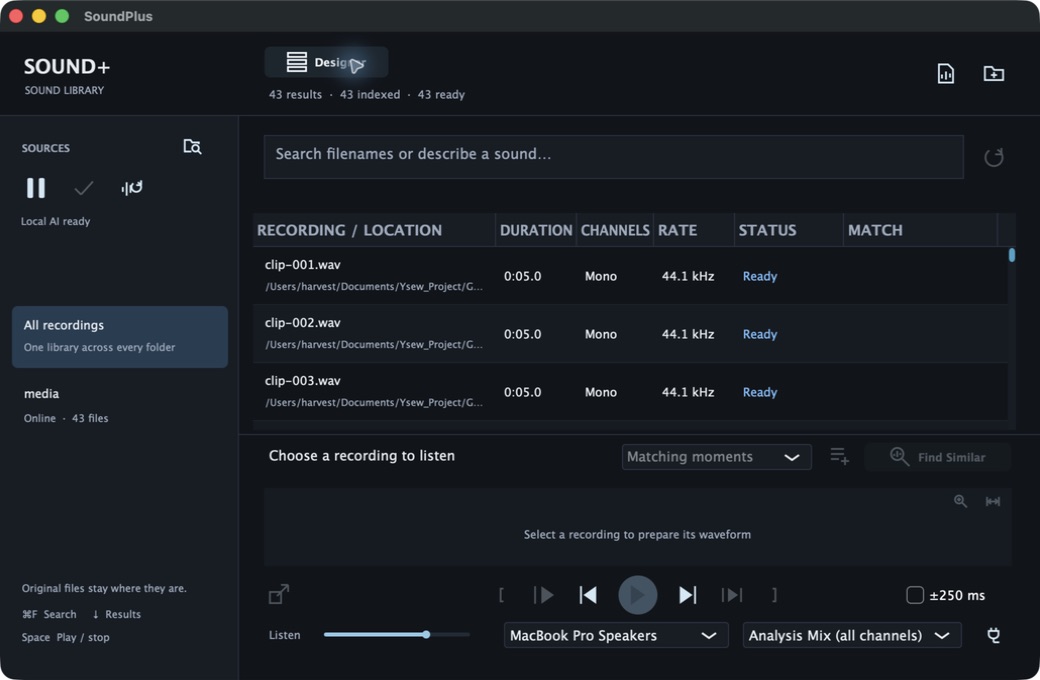 SoundPlus
SOUND+
SOUND LIBRARY
43 results · 43 indexed · 43 ready
SOURCES
Local AI ready
All recordings
One library across every folder
media
Online · 43 files
Original files stay where they are.
⌘F Search ↓ Results
Space Play / stop
Search filenames or describe a sound...
RECORDING / LOCATION DURATION CHANNELS RATE STATUS MATCH
clip-001.wav
/Users/harvest/Documents/Ysew_Project/G...
0:05.0 Mono 44.1 kHz Ready
clip-002.wav
/Users/harvest/Documents/Ysew_Project/G...
0:05.0 Mono 44.1 kHz Ready
clip-003.wav
/Users/harvest/Documents/Ysew_Project/G...
0:05.0 Mono 44.1 kHz Ready
Choose a recording to listen
Matching moments
Find Similar
Select a recording to prepare its waveform
±250 ms
Listen
MacBook Pro Speakers
Analysis Mix (all channels)